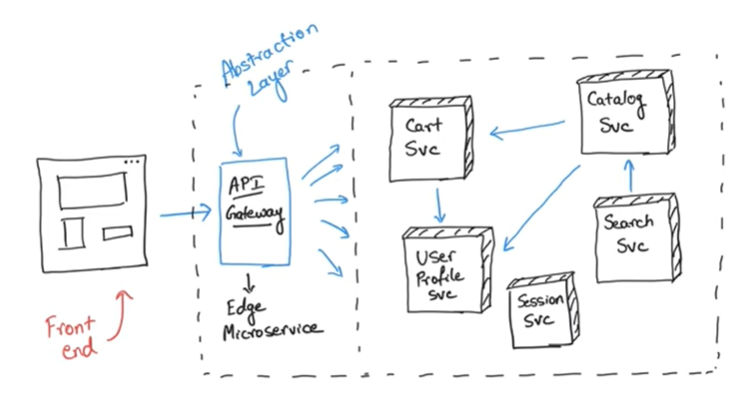 Abstraction
Layer
API
Gateway
Edge
Microservice
Front
end
Cart
Svc
Catalog
Svc
User
Profile
Svc
Search
Svc
Session
Svc